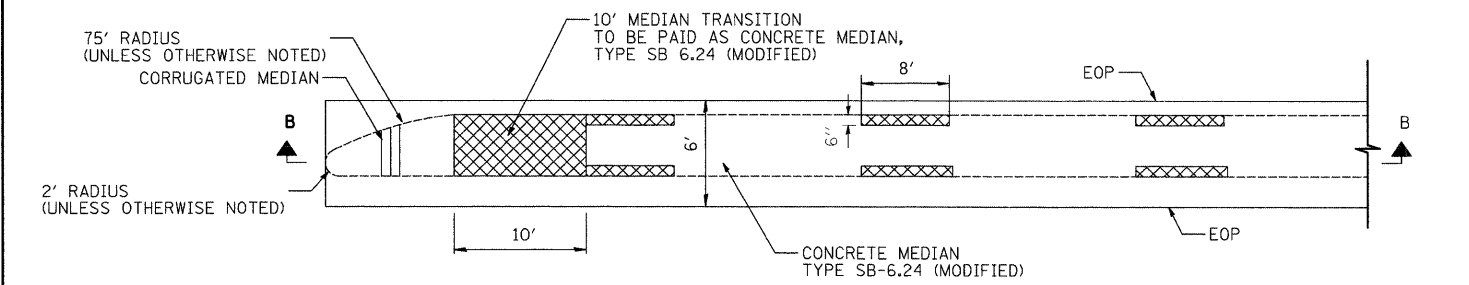 10' MEDIAN TRANSITION
TO BE PAID AS CONCRETE MEDIAN,
TYPE SB 6.24 (MODIFIED)
75' RADIUS
(UNLESS OTHERWISE NOTED)
CORRUGATED MEDIAN
8'
EOP
B
6'
6"
B
2' RADIUS
(UNLESS OTHERWISE NOTED)
10'
CONCRETE MEDIAN
TYPE SB-6.24 (MODIFIED)
EOP